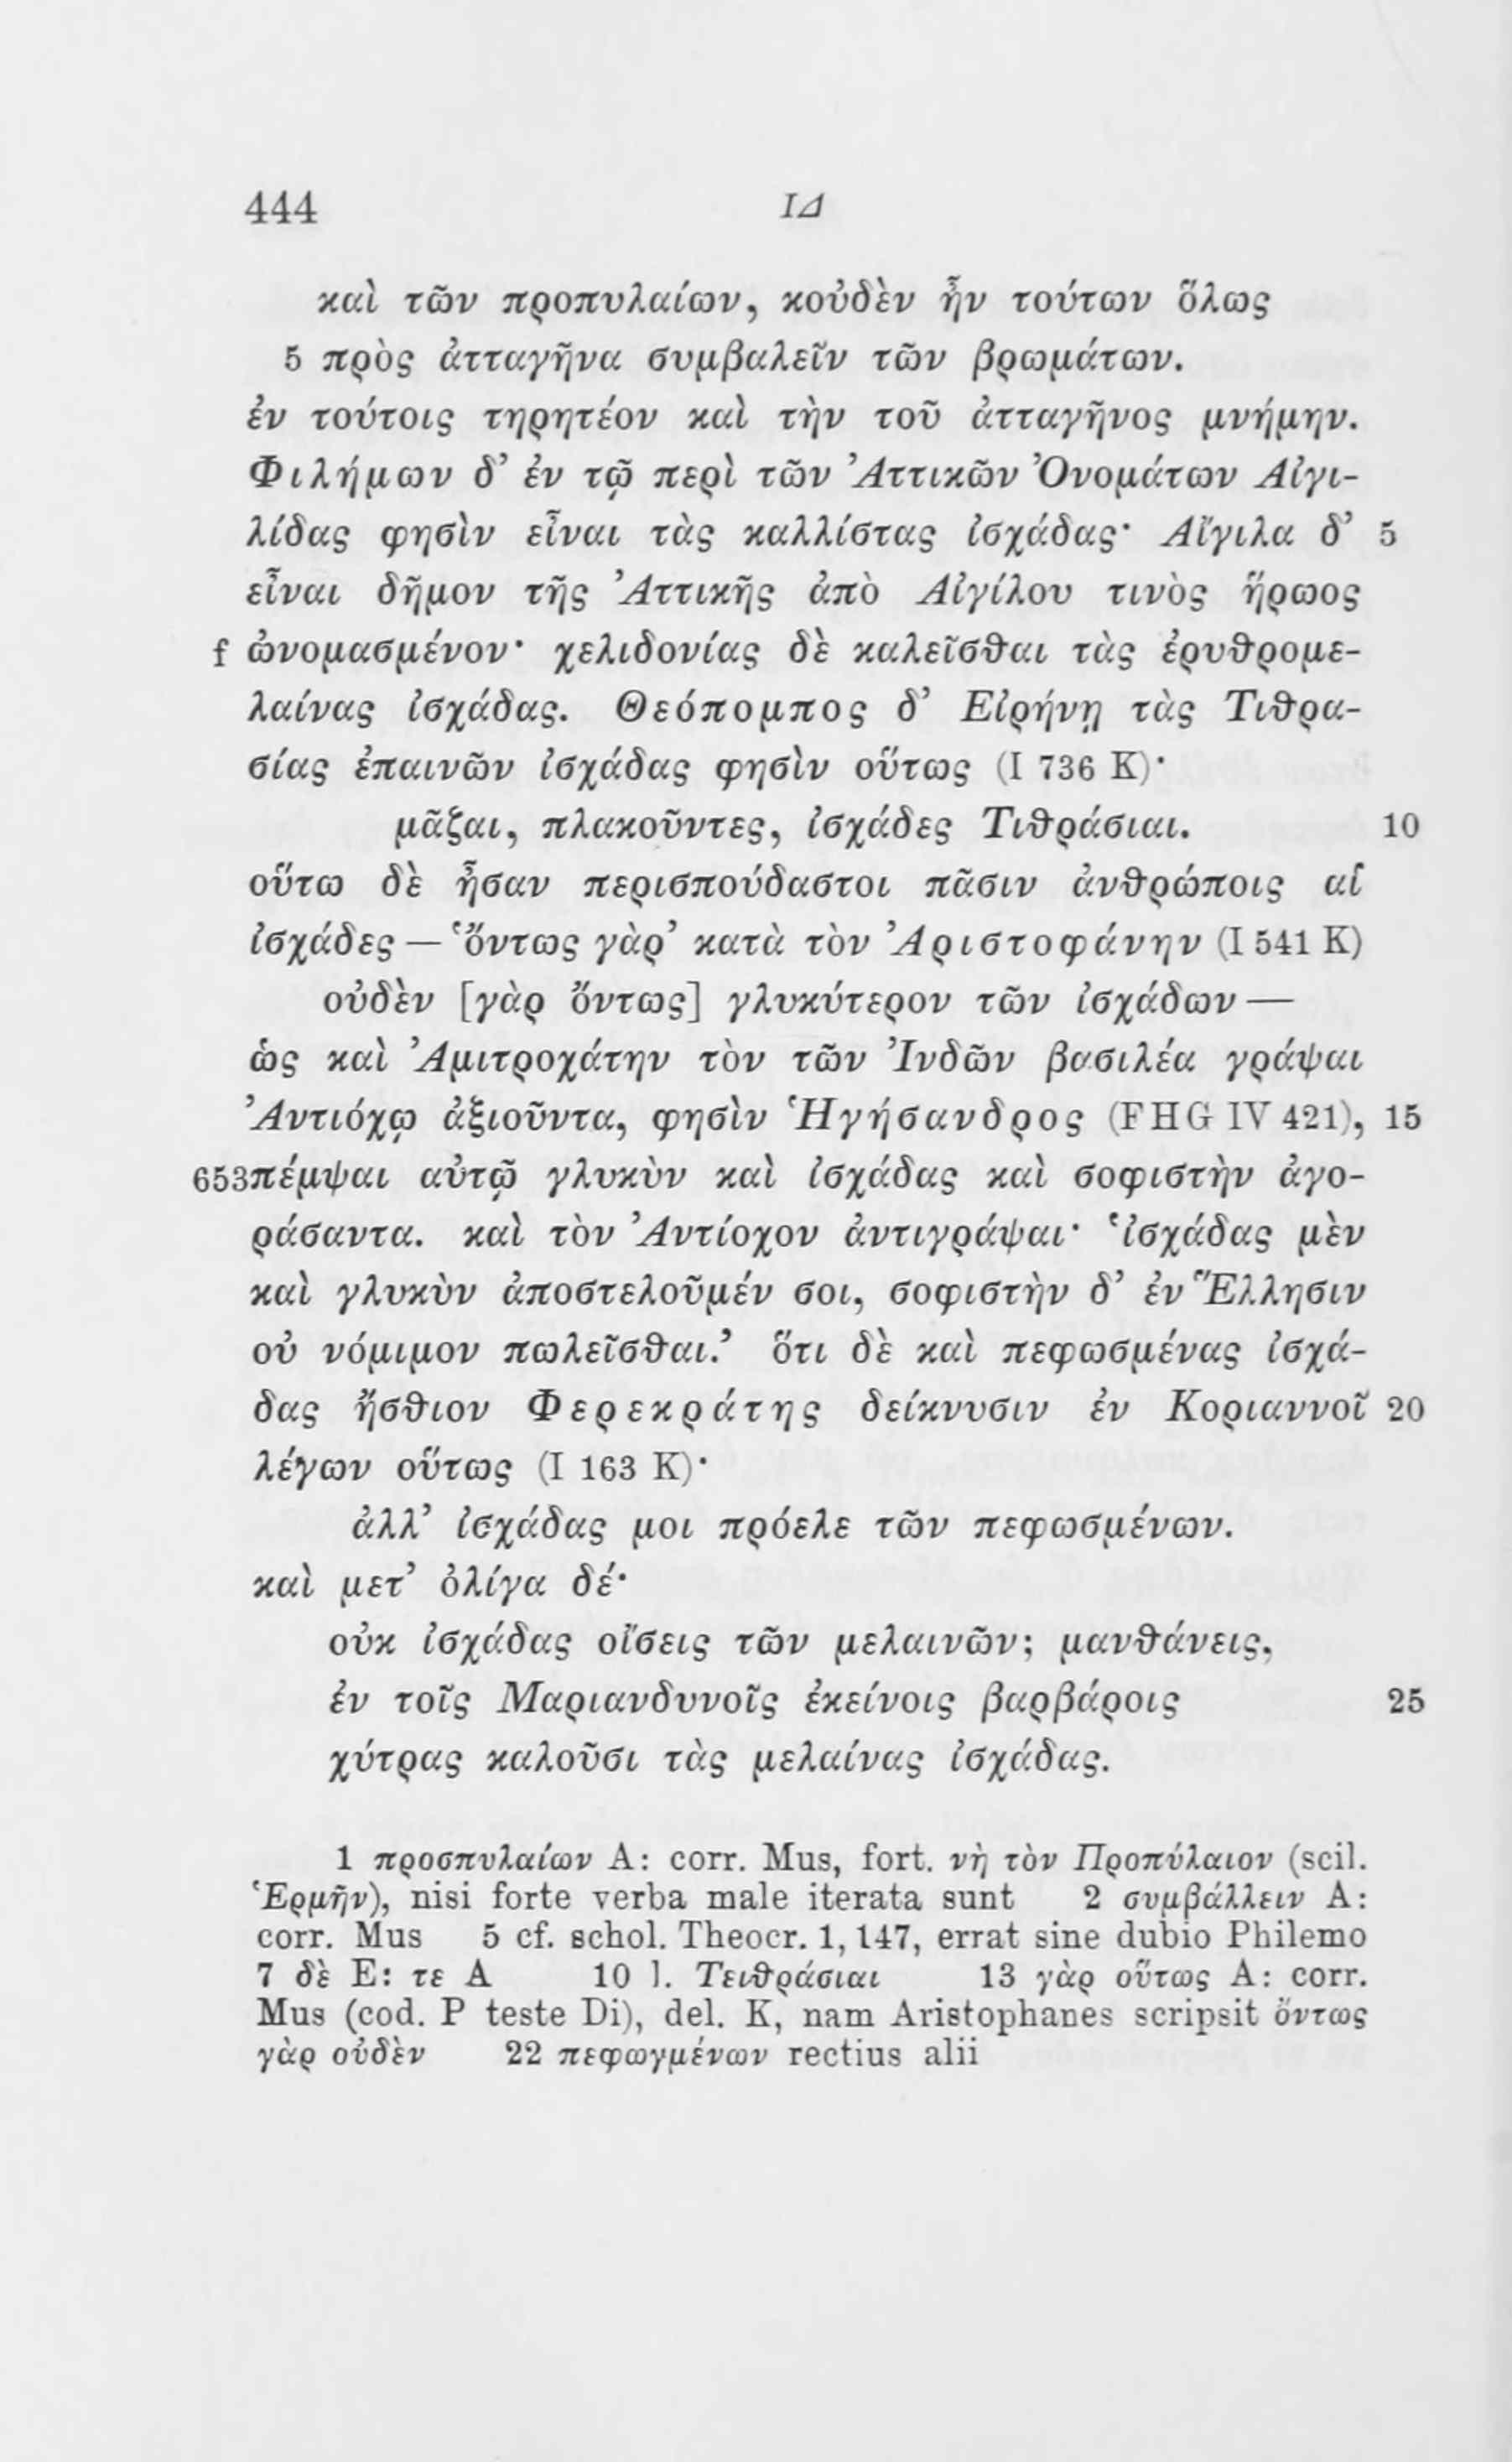 444 ΙΔ
καὶ τῶν προπυλαίων, κοὐδὲν ἦν τούτων ὅλως
5 πρὸς ἀτταγῆνα συμβαλεῖν τῶν βρωμάτων.
ἐν τούτοις τηρητέον καὶ τὴν τοῦ ἀτταγῆνος μνήμην.
Φιλήμων δ’ ἐν τῷ περὶ τῶν Ἀττικῶν Ὀνομάτων Αἰγι-
λίδας φησὶν εἶναι τὰς καλλίστας ἰσχάδας· Αἴγιλα δ’ 5
εἶναι δῆμον τῆς Ἀττικῆς ἀπὸ Αἰγίλου τινὸς ἥρωος
f ὠνομασμένον· χελιδονίας δὲ καλεῖσθαι τὰς ἐρυθρομε-
λαίνας ἰσχάδας. Θεόπομπος δ’ Εἰρήνῃ τὰς Τιθρα-
σίας ἐπαινῶν ἰσχάδας φησὶν οὕτως (I 736 K)·
μᾶζαι, πλακοῦντες, ἰσχάδες Τιθράσιαι. 10
οὕτω δὲ ἦσαν περισπούδαστοι πᾶσιν ἀνθρώποις αἱ
ἰσχάδες — ‘ὄντως γὰρ’ κατὰ τὸν Ἀριστοφάνην (I 541 K)
οὐδὲν [γὰρ ὄντως] γλυκύτερον τῶν ἰσχάδων —
ὡς καὶ Ἀμιτροχάτην τὸν τῶν Ἰνδῶν βασιλέα γράψαι
Ἀντιόχῳ ἀξιοῦντα, φησὶν Ἡγήσανδρος (FHG IV 421), 15
653 πέμψαι αὐτῷ γλυκὺν καὶ ἰσχάδας καὶ σοφιστὴν ἀγο-
ράσαντα. καὶ τὸν Ἀντίοχον ἀντιγράψαι· ‘ἰσχάδας μὲν
καὶ γλυκὺν ἀποστελοῦμέν σοι, σοφιστὴν δ’ ἐν Ἕλλησιν
οὐ νόμιμον πωλεῖσθαι.’ ὅτι δὲ καὶ πεφωσμένας ἰσχά-
δας ἤσθιον Φερεκράτης δείκνυσιν ἐν Κοριαννοῖ 20
λέγων οὕτως (I 163 K)·
ἀλλ’ ἰσχάδας μοι πρόελε τῶν πεφωσμένων.
καὶ μετ’ ὀλίγα δέ·
οὐκ ἰσχάδας οἴσεις τῶν μελαινῶν; μανθάνεις,
ἐν τοῖς Μαριανδυνοῖς ἐκείνοις βαρβάροις 25
χύτρας καλοῦσι τὰς μελαίνας ἰσχάδας.
1 προσπυλαίων A: corr. Mus, fort. νὴ τὸν Προπύλαιον (scil.
Ἑρμῆν), nisi forte verba male iterata sunt 2 συμβάλλειν A:
corr. Mus 5 cf. schol. Theocr. 1, 147, errat sine dubio Philemo
7 δὲ E: τε A 10 l. Τειθράσιαι 13 γὰρ οὕτως A: corr.
Mus (cod. P teste Di), del. K, nam Aristophanes scripsit ὄντως
γὰρ οὐδὲν 22 πεφωγμένων rectius alii